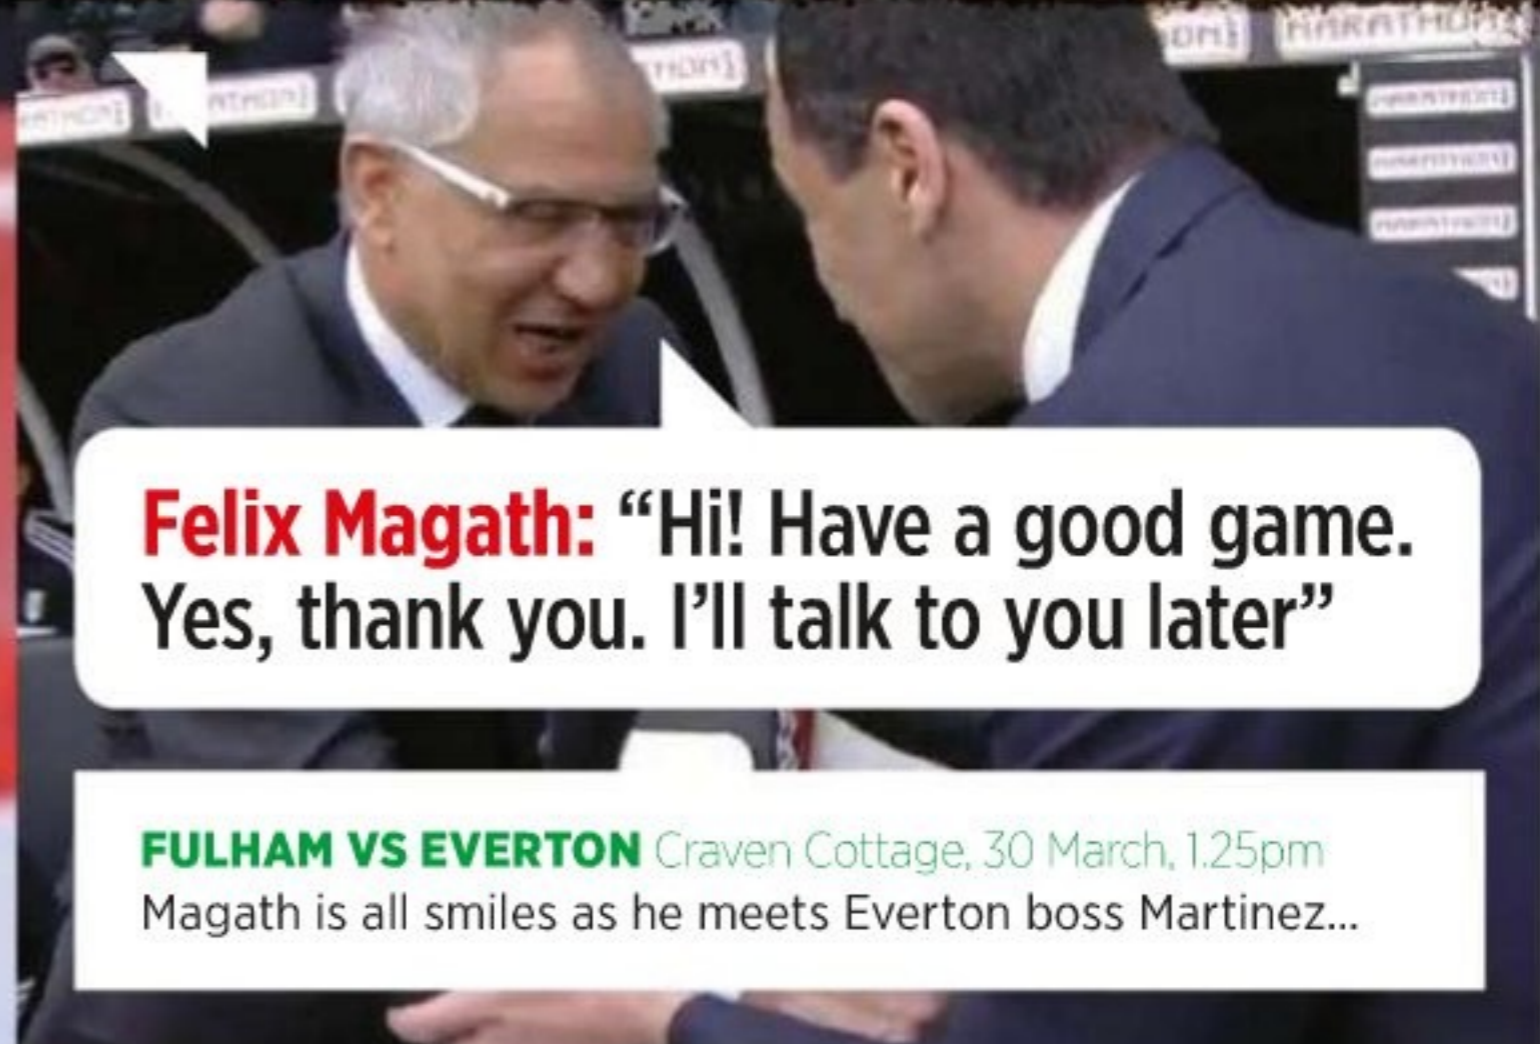 MARATHON
Felix Magath: “Hi! Have a good game.
Yes, thank you. I’ll talk to you later”
FULHAM VS EVERTON Craven Cottage, 30 March, 1.25pm
Magath is all smiles as he meets Everton boss Martinez...